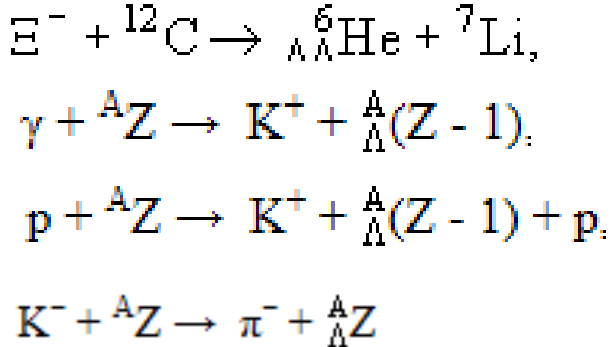 Ξ⁻ + ¹²C → ΛΛ⁶He + ⁷Li,
γ + ᴬZ → K⁺ + ᴬΛ(Z - 1),
p + ᴬZ → K⁺ + ᴬΛ(Z - 1) + p,
K⁻ + ᴬZ → π⁻ + ᴬΛZ